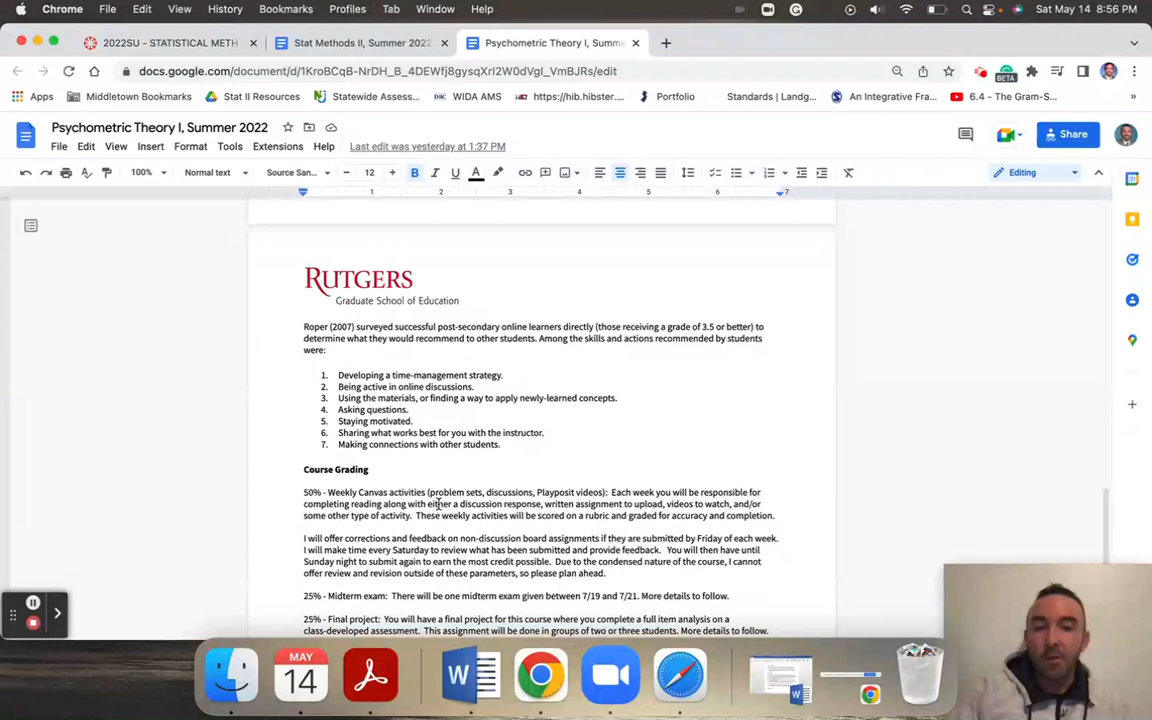 Chrome File Edit View History Bookmarks Profiles Tab Window Help Sat May 14 8:56 PM
2022SU - STATISTICAL METH Stat Methods II, Summer 2022 Psychometric Theory I, Summ
docs.google.com/document/d/1KroBCqB-NrDH_B_4DEWfj8gysqXrI2W0dVgI_VmBJRs/edit
BETA
Apps Middletown Bookmarks Stat II Resources Statewide Assess... WIDA AMS https://hib.hibster.... Portfolio Standards | Landg... An Integrative Fra... 6.4 - The Gram-S...
Psychometric Theory I, Summer 2022
Share
File Edit View Insert Format Tools Extensions Help Last edit was yesterday at 1:37 PM
100% Normal text Source San... 12 B I U A Editing
1 2 3 4 5 6 7
RUTGERS
Graduate School of Education
Roper (2007) surveyed successful post-secondary online learners directly (those receiving a grade of 3.5 or better) to
determine what they would recommend to other students. Among the skills and actions recommended by students
were:
1. Developing a time-management strategy.
2. Being active in online discussions.
3. Using the materials, or finding a way to apply newly-learned concepts.
4. Asking questions.
5. Staying motivated.
6. Sharing what works best for you with the instructor.
7. Making connections with other students.
Course Grading
50% - Weekly Canvas activities (problem sets, discussions, Playposit videos): Each week you will be responsible for
completing reading along with either a discussion response, written assignment to upload, videos to watch, and/or
some other type of activity. These weekly activities will be scored on a rubric and graded for accuracy and completion.
I will offer corrections and feedback on non-discussion board assignments if they are submitted by Friday of each week.
I will make time every Saturday to review what has been submitted and provide feedback. You will then have until
Sunday night to submit again to earn the most credit possible. Due to the condensed nature of the course, I cannot
offer review and revision outside of these parameters, so please plan ahead.
25% - Midterm exam: There will be one midterm exam given between 7/19 and 7/21. More details to follow.
25% - Final project: You will have a final project for this course where you complete a full item analysis on a
class-developed assessment. This assignment will be done in groups of two or three students. More details to follow.
MAY
14
W